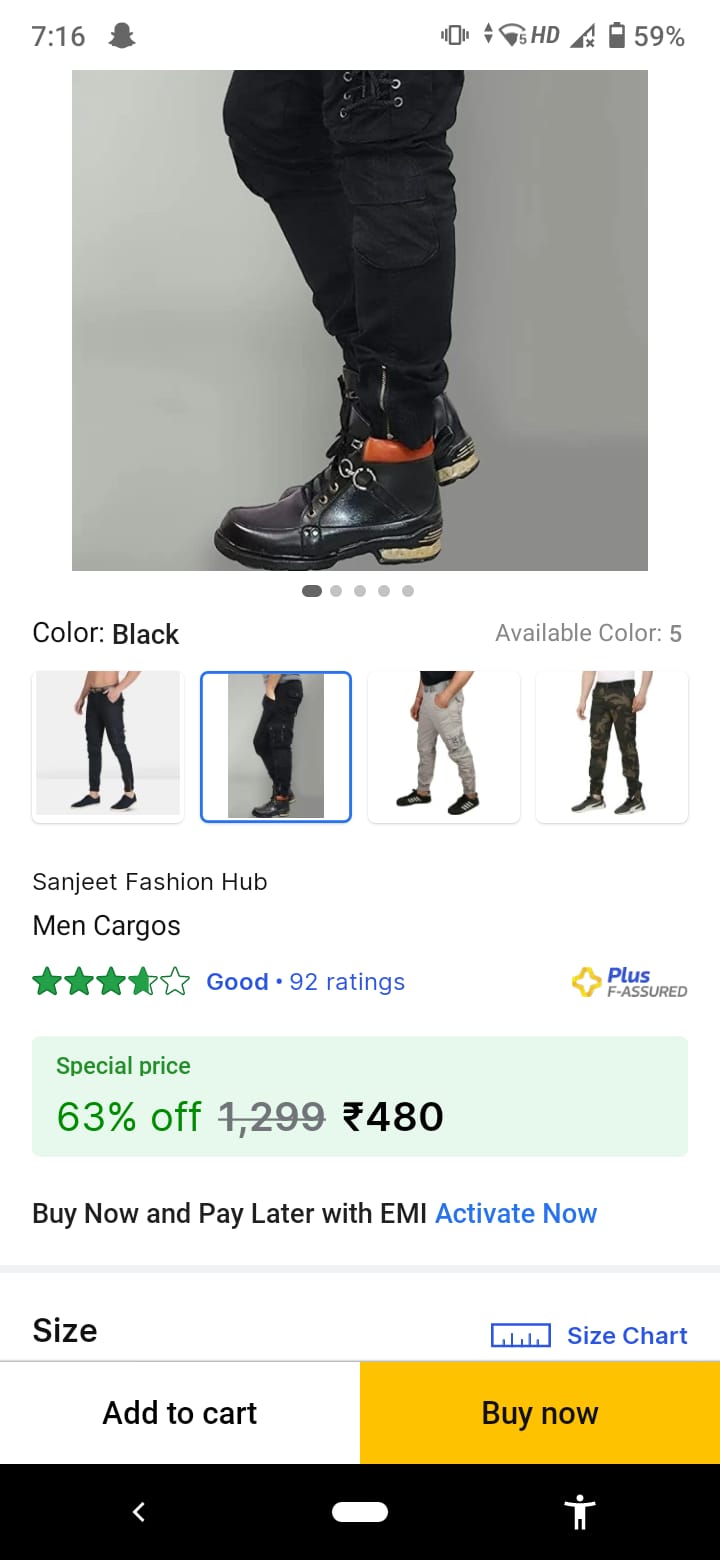 7:16 5 HD 59%
Color: Black Available Color: 5
Sanjeet Fashion Hub
Men Cargos
Good • 92 ratings Plus
F-ASSURED
Special price
63% off 1,299 ₹480
Buy Now and Pay Later with EMI Activate Now
Size Size Chart
Add to cart Buy now